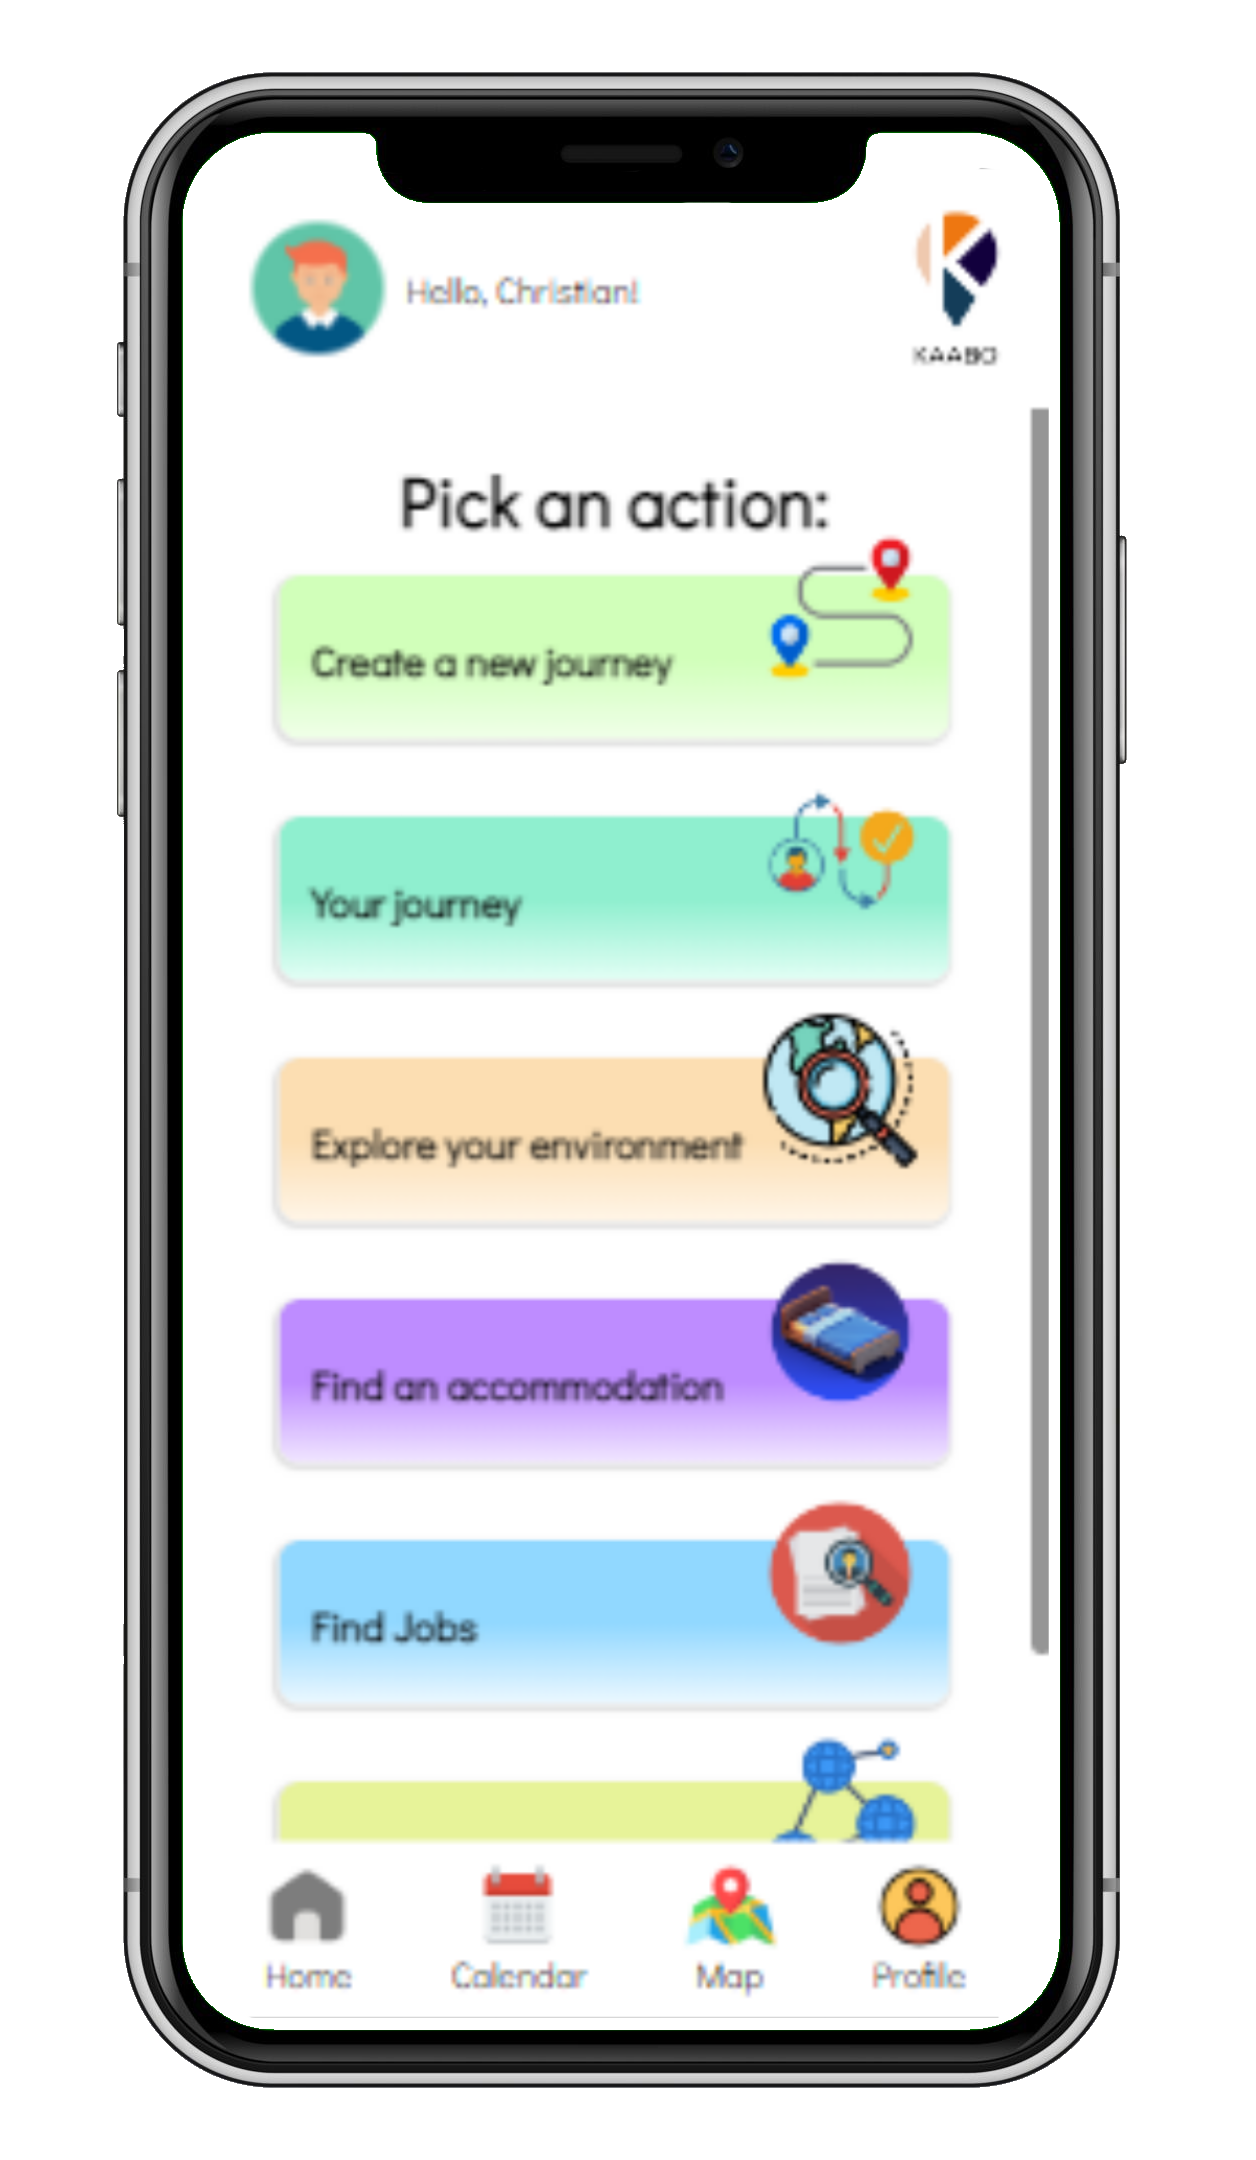 Hello, Christian!
KAABO
Pick an action:
Create a new journey
Your journey
Explore your environment
Find an accommodation
Find Jobs
Home
Calendar
Map
Profile